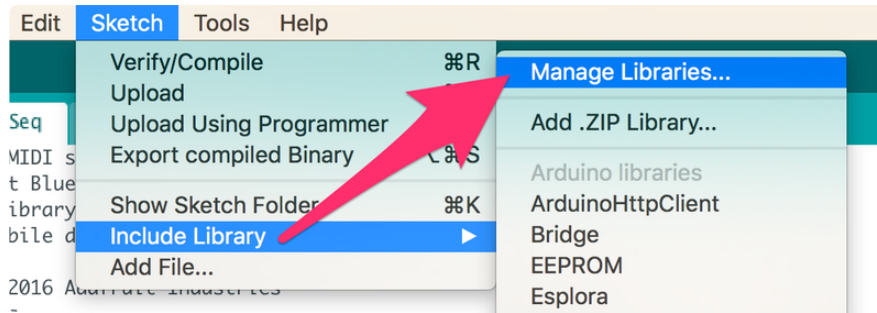 Edit Sketch Tools Help
Verify/Compile ⌘R
Upload
Upload Using Programmer
Export compiled Binary ⌘S
Show Sketch Folder ⌘K
Include Library
Add File...
Manage Libraries...
Add .ZIP Library...
Arduino libraries
ArduinoHttpClient
Bridge
EEPROM
Esplora
Seq
MIDI s
t Blue
ibrary
bile d
2016 Adafruit Industries